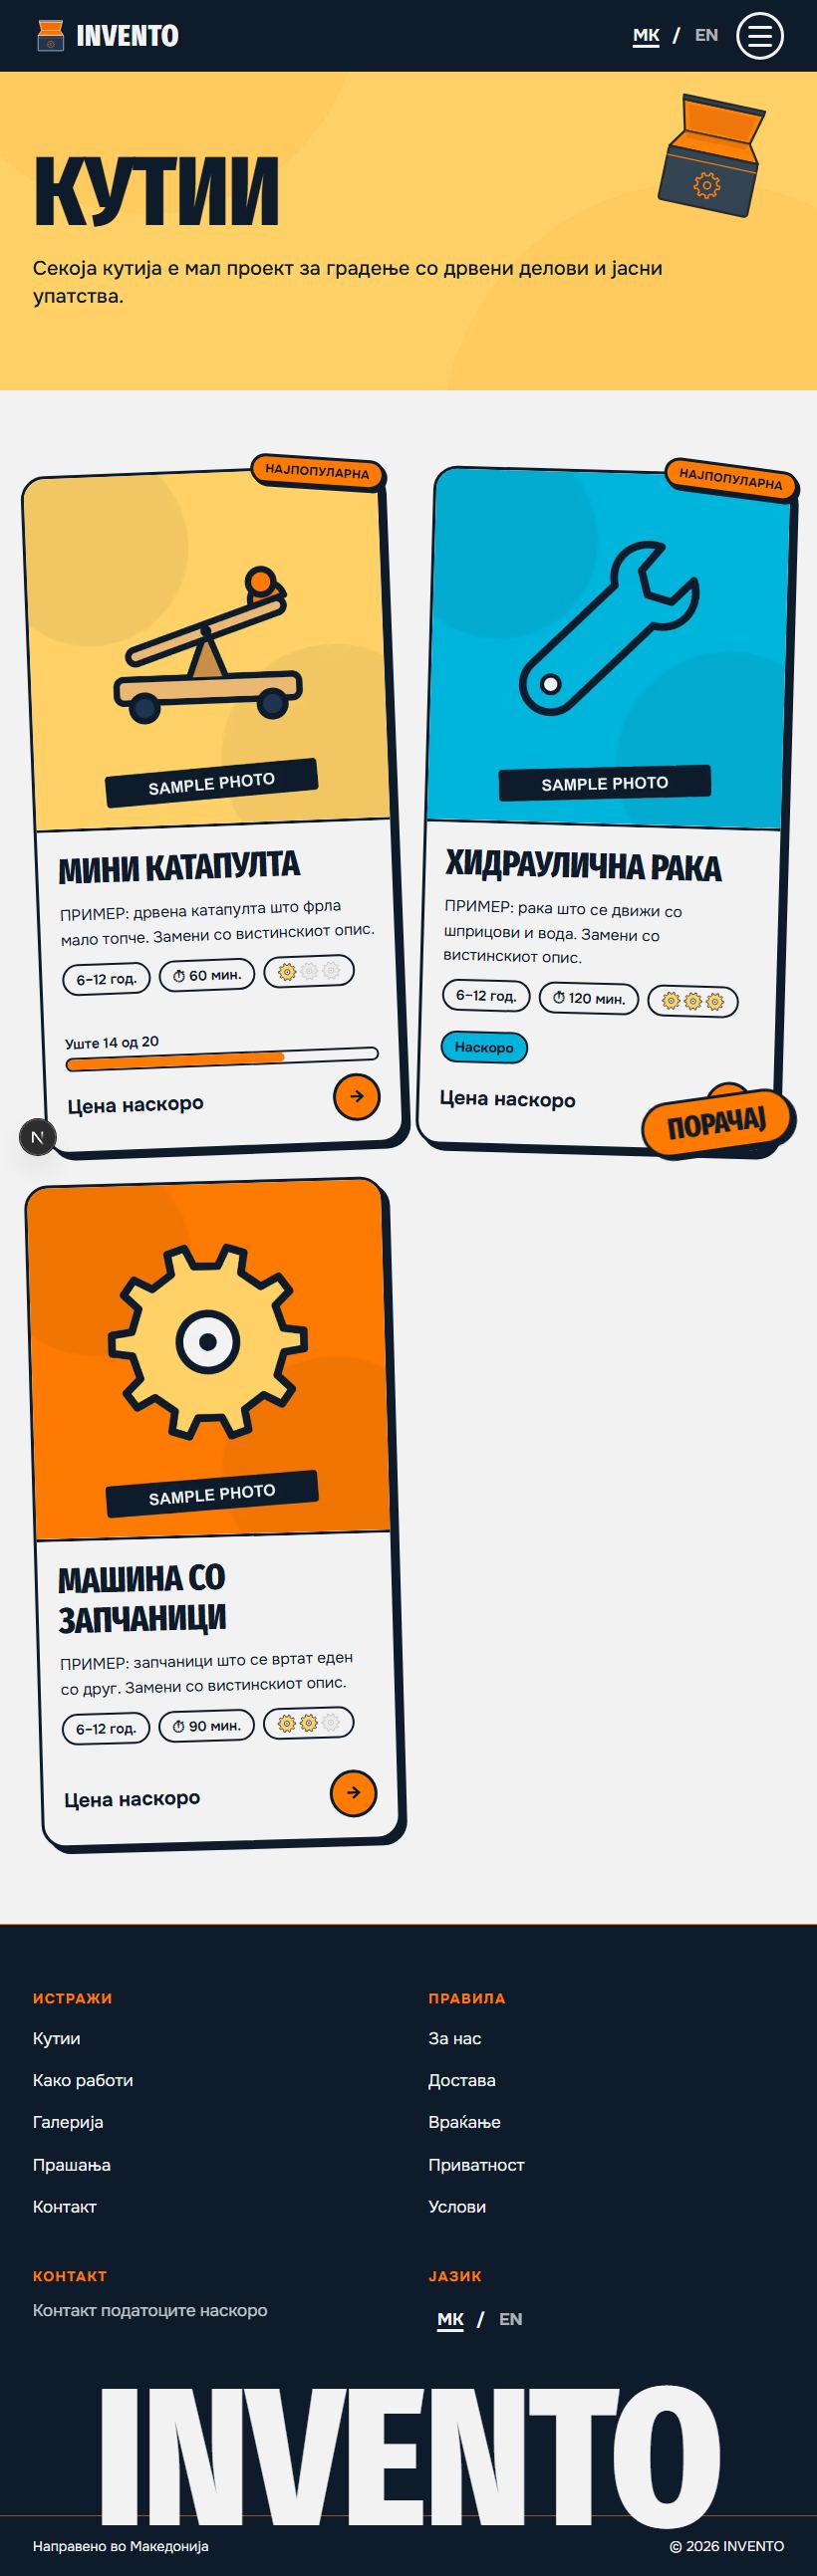 INVENTO
MK / EN
КУТИИ
Секоја кутија е мал проект за градење со дрвени делови и јасни
упатства.
НАЈПОПУЛАРНА
SAMPLE PHOTO
МИНИ КАТАПУЛТА
ПРИМЕР: дрвена катапулта што фрла
мало топче. Замени со вистинскиот опис.
6–12 год.
60 мин.
Уште 14 од 20
Цена наскоро
НАЈПОПУЛАРНА
SAMPLE PHOTO
ХИДРАУЛИЧНА РАКА
ПРИМЕР: рака што се движи со
шприцови и вода. Замени со
вистинскиот опис.
6–12 год.
120 мин.
Наскоро
Цена наскоро
ПОРАЧАЈ
N
SAMPLE PHOTO
МАШИНА СО
ЗАПЧАНИЦИ
ПРИМЕР: запчаници што се вртат еден
со друг. Замени со вистинскиот опис.
6–12 год.
90 мин.
Цена наскоро
ИСТРАЖИ
Кутии
Како работи
Галерија
Прашања
Контакт
ПРАВИЛА
За нас
Достава
Враќање
Приватност
Услови
КОНТАКТ
Контакт податоците наскоро
ЈАЗИК
MK / EN
INVENTO
Направено во Македонија
© 2026 INVENTO